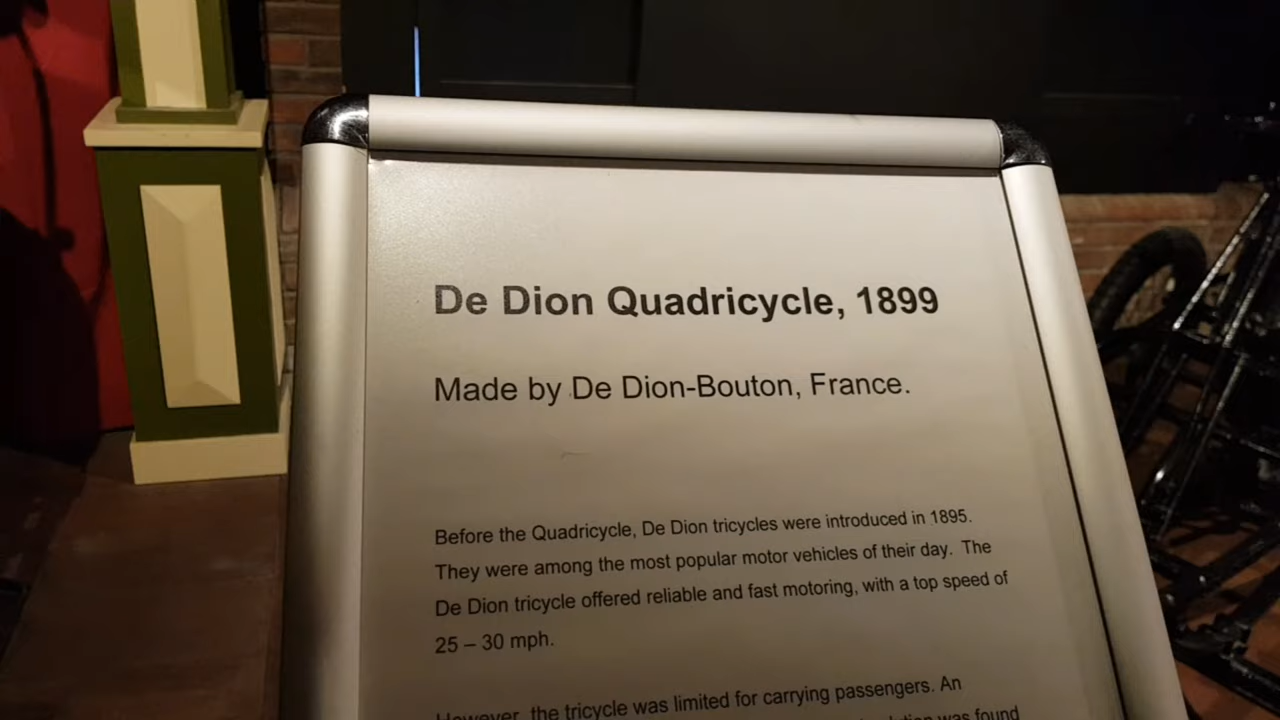 De Dion Quadricycle, 1899
Made by De Dion-Bouton, France.
Before the Quadricycle, De Dion tricycles were introduced in 1895.
They were among the most popular motor vehicles of their day. The
De Dion tricycle offered reliable and fast motoring, with a top speed of
25 – 30 mph.
However, the tricycle was limited for carrying passengers. An
was found